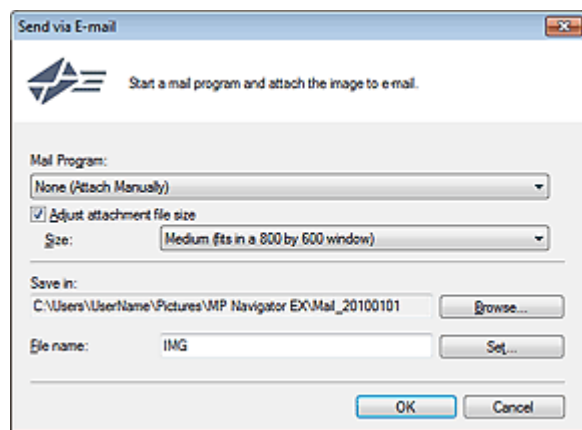 Send via E-mail
Start a mail program and attach the image to e-mail.
Mail Program:
None (Attach Manually)
Adjust attachment file size
Size: Medium (fits in a 800 by 600 window)
Save in:
C:\Users\UserName\Pictures\MP Navigator EX\Mail_20100101 Browse...
File name: IMG Set...
OK Cancel